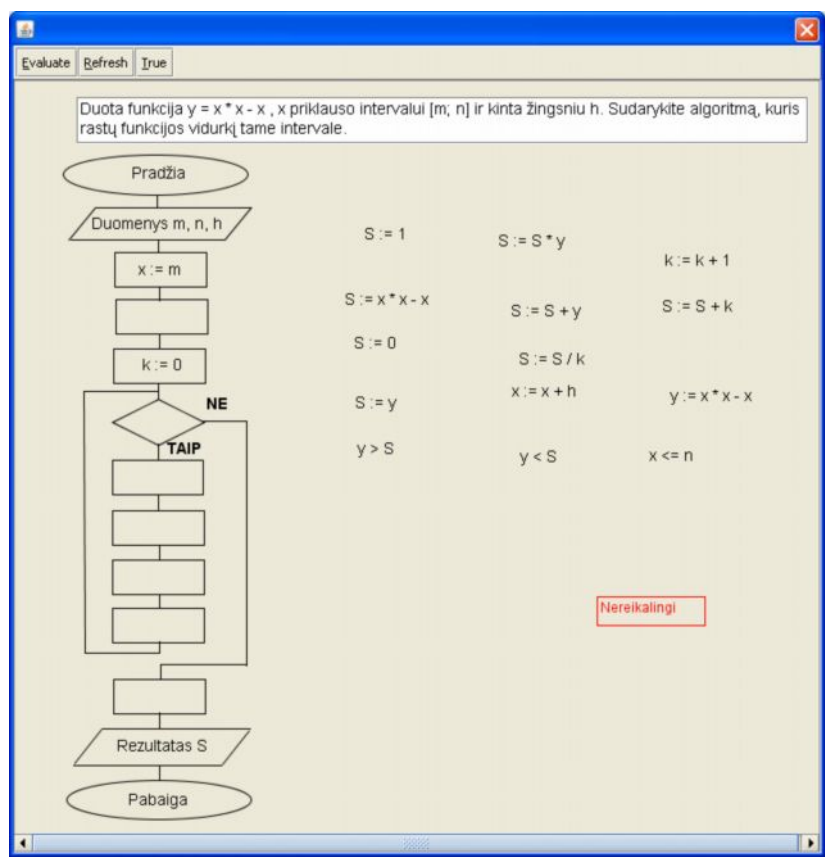 Evaluate Refresh True
Duota funkcija y = x * x - x , x priklauso intervalui [m; n] ir kinta žingsniu h. Sudarykite algoritmą, kuris
rastų funkcijos vidurkį tame intervale.
Pradžia
Duomenys m, n, h
x := m
k := 0
NE
TAIP
Rezultatas S
Pabaiga
S := 1
S := S * y
k := k + 1
S := x * x - x
S := S + y
S := S + k
S := 0
S := S / k
S := y
x := x + h
y := x * x - x
y > S
y < S
x <= n
Nereikalingi